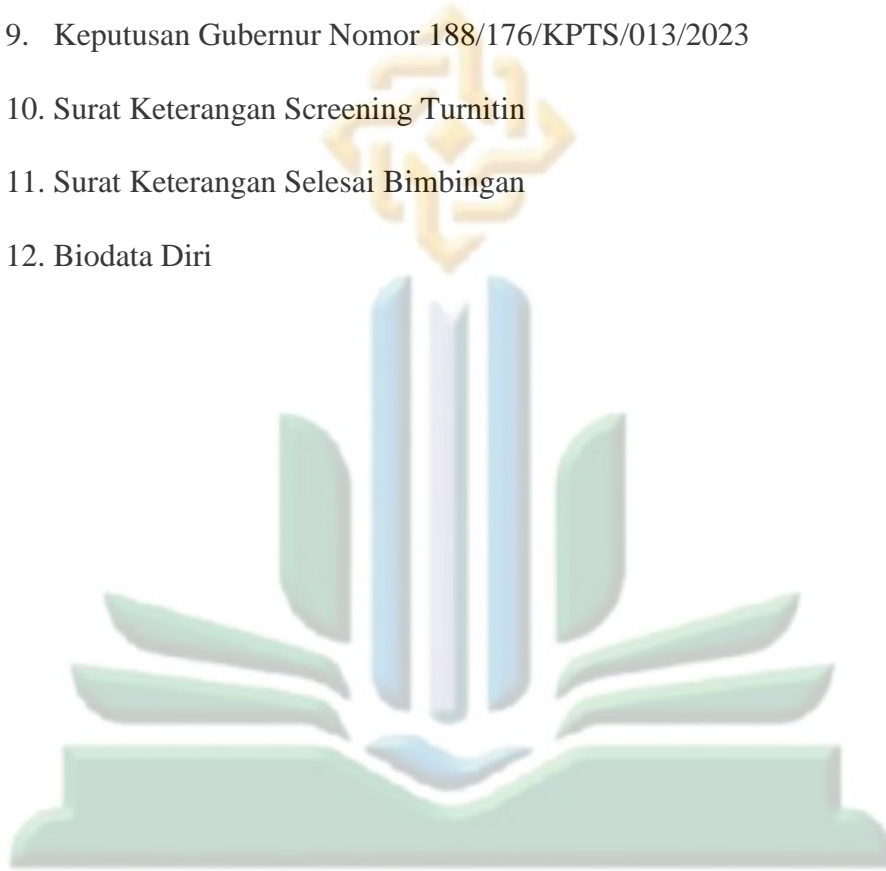 9. Keputusan Gubernur Nomor 188/176/KPTS/013/2023
10. Surat Keterangan Screening Turnitin
11. Surat Keterangan Selesai Bimbingan
12. Biodata Diri